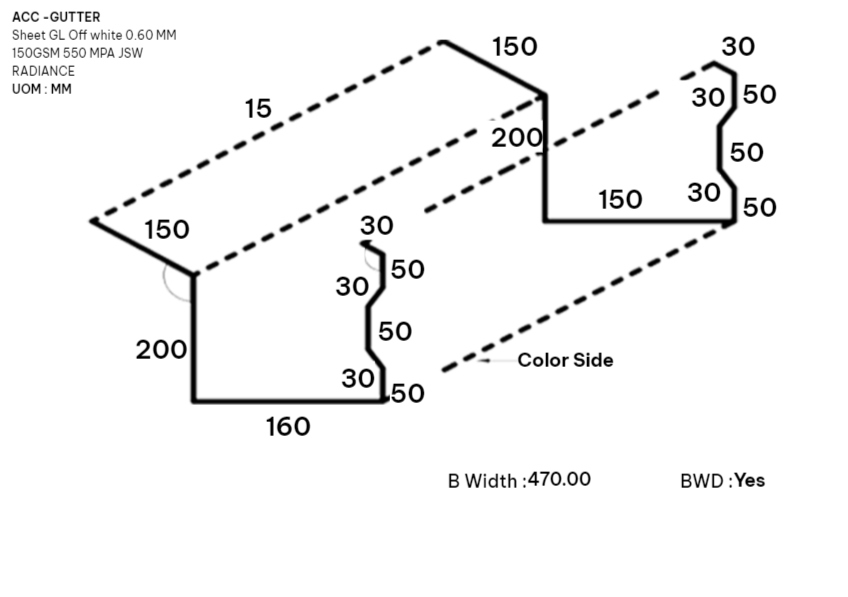 ACC -GUTTER
Sheet GL Off white 0.60 MM
150GSM 550 MPA JSW
RADIANCE
UOM : MM
150
30
15
30
50
200
50
150
30
50
150
30
50
30
50
200
30
50
160
Color Side
B Width :470.00
BWD :Yes